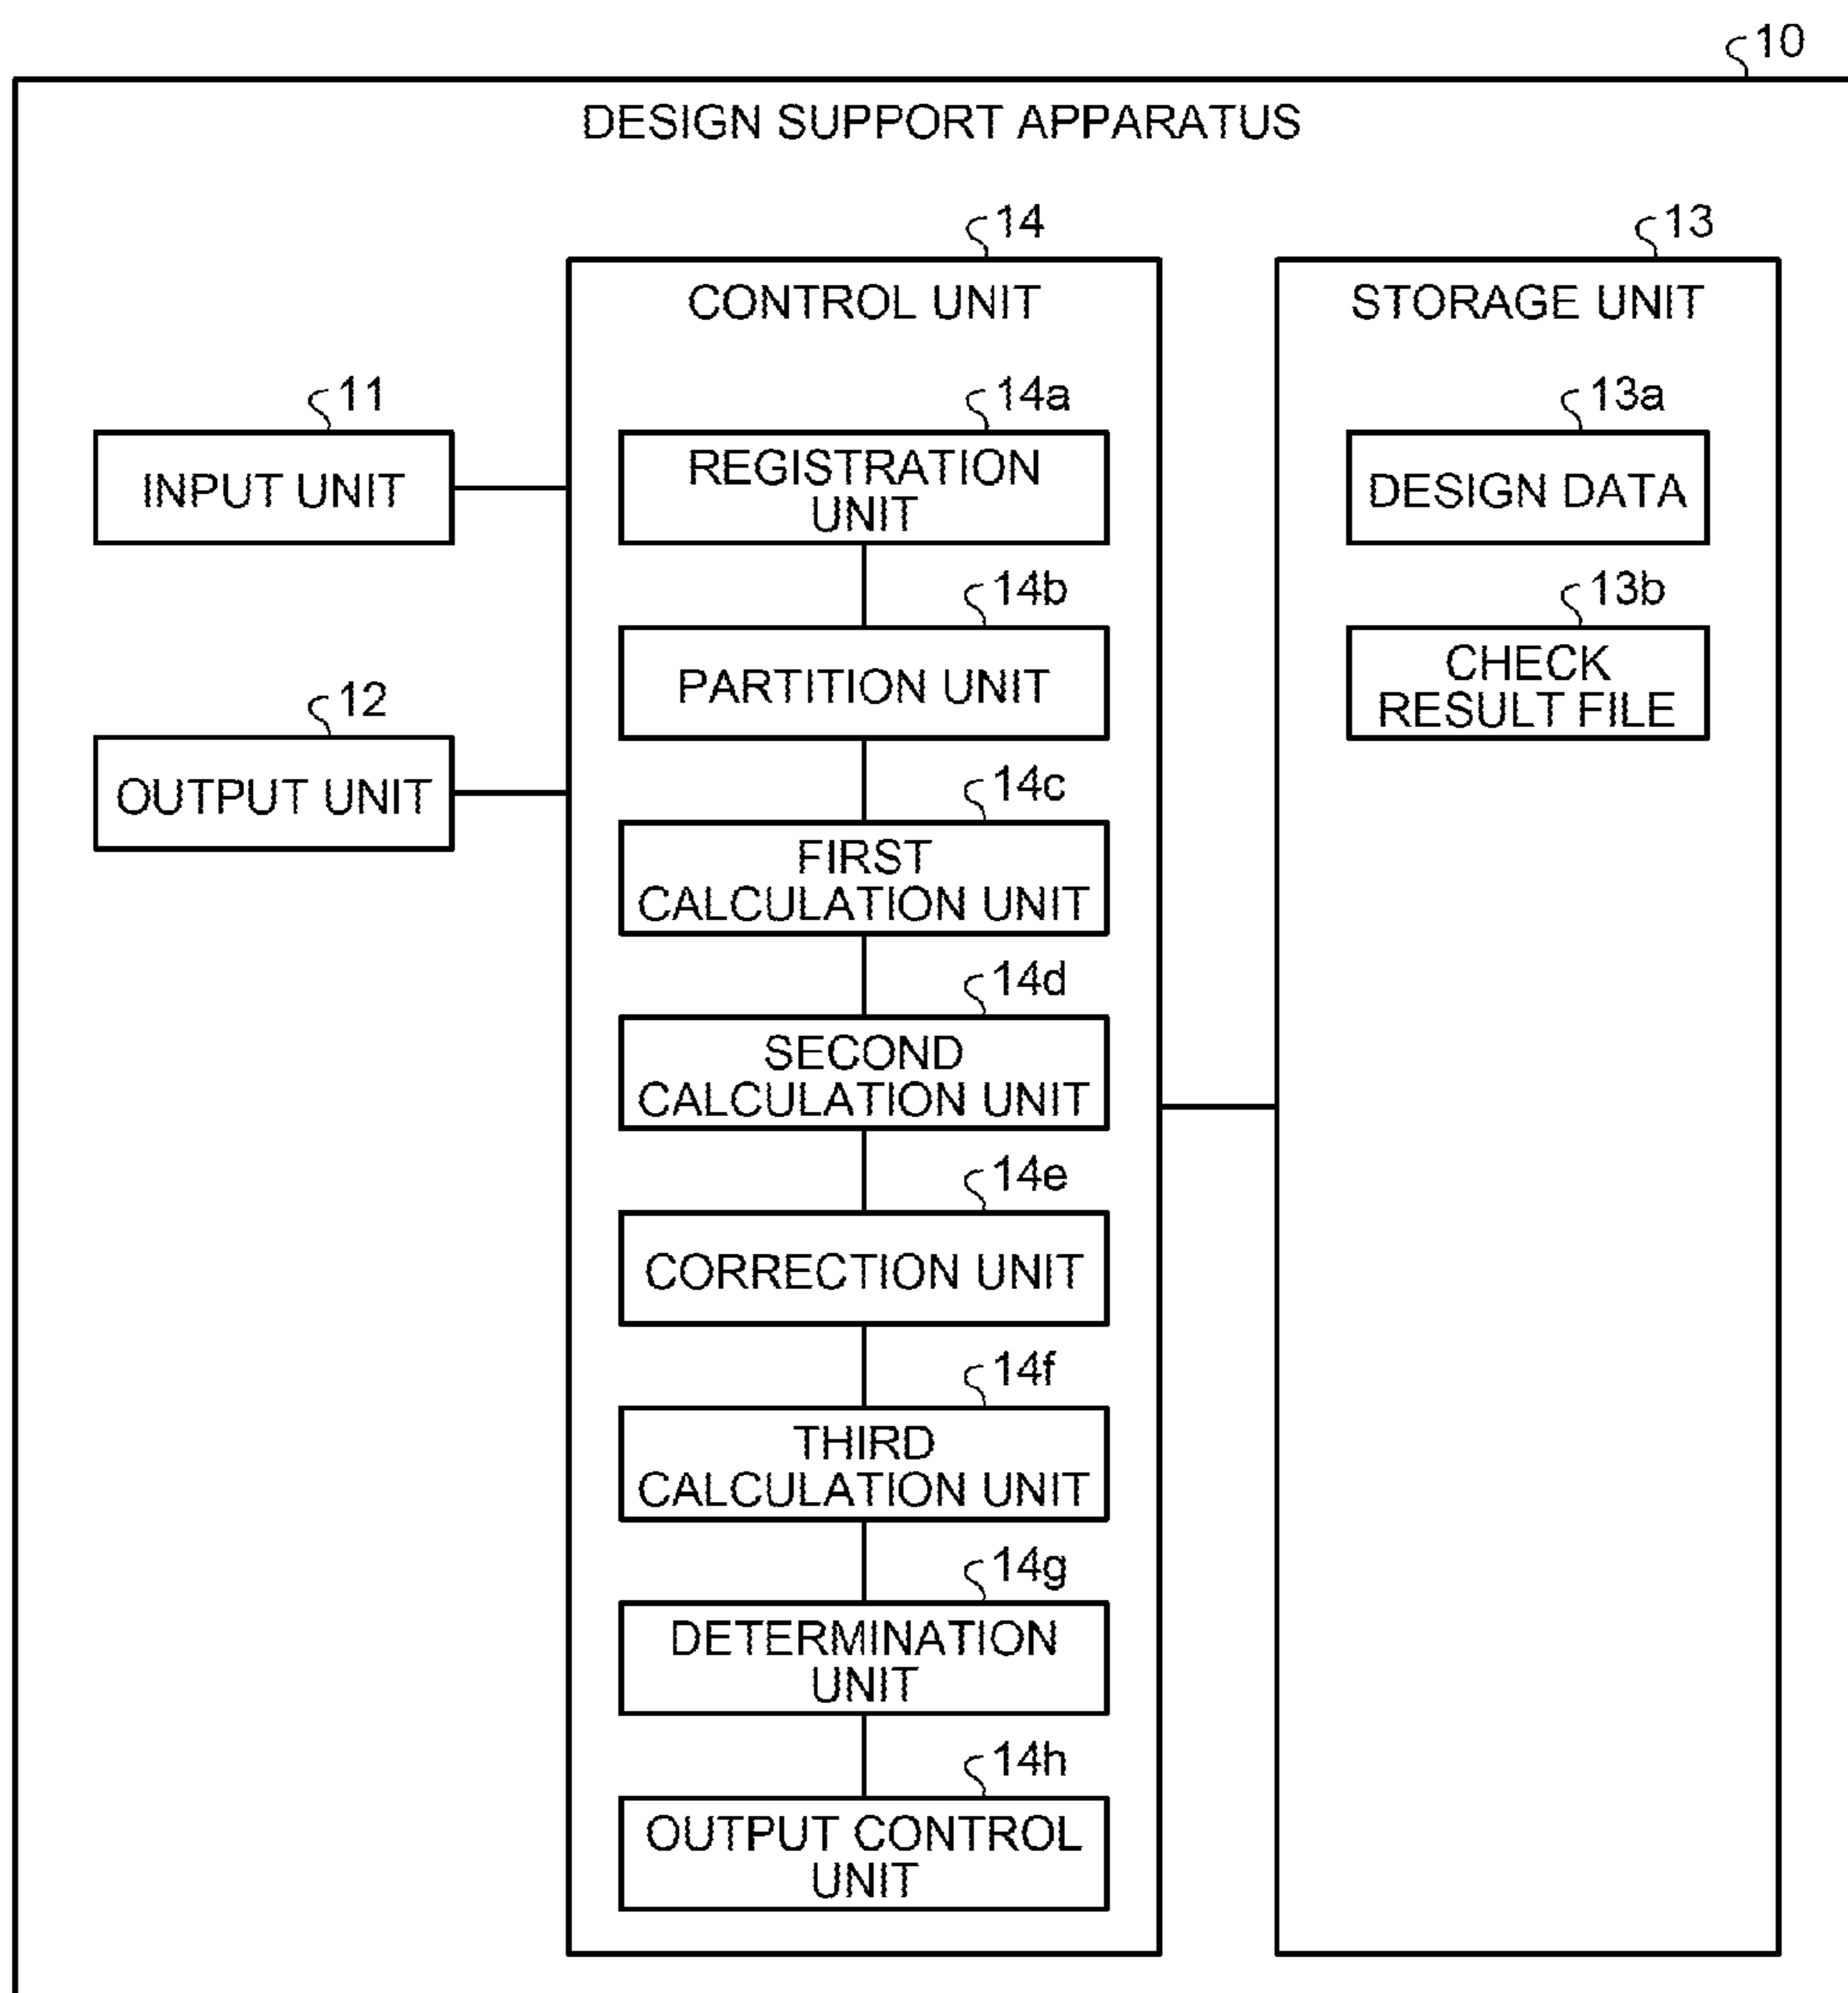 10
DESIGN SUPPORT APPARATUS
14
CONTROL UNIT
13
STORAGE UNIT
11
INPUT UNIT
12
OUTPUT UNIT
14a
REGISTRATION
UNIT
14b
PARTITION UNIT
14c
FIRST
CALCULATION UNIT
14d
SECOND
CALCULATION UNIT
14e
CORRECTION UNIT
14f
THIRD
CALCULATION UNIT
14g
DETERMINATION
UNIT
14h
OUTPUT CONTROL
UNIT
13a
DESIGN DATA
13b
CHECK
RESULT FILE